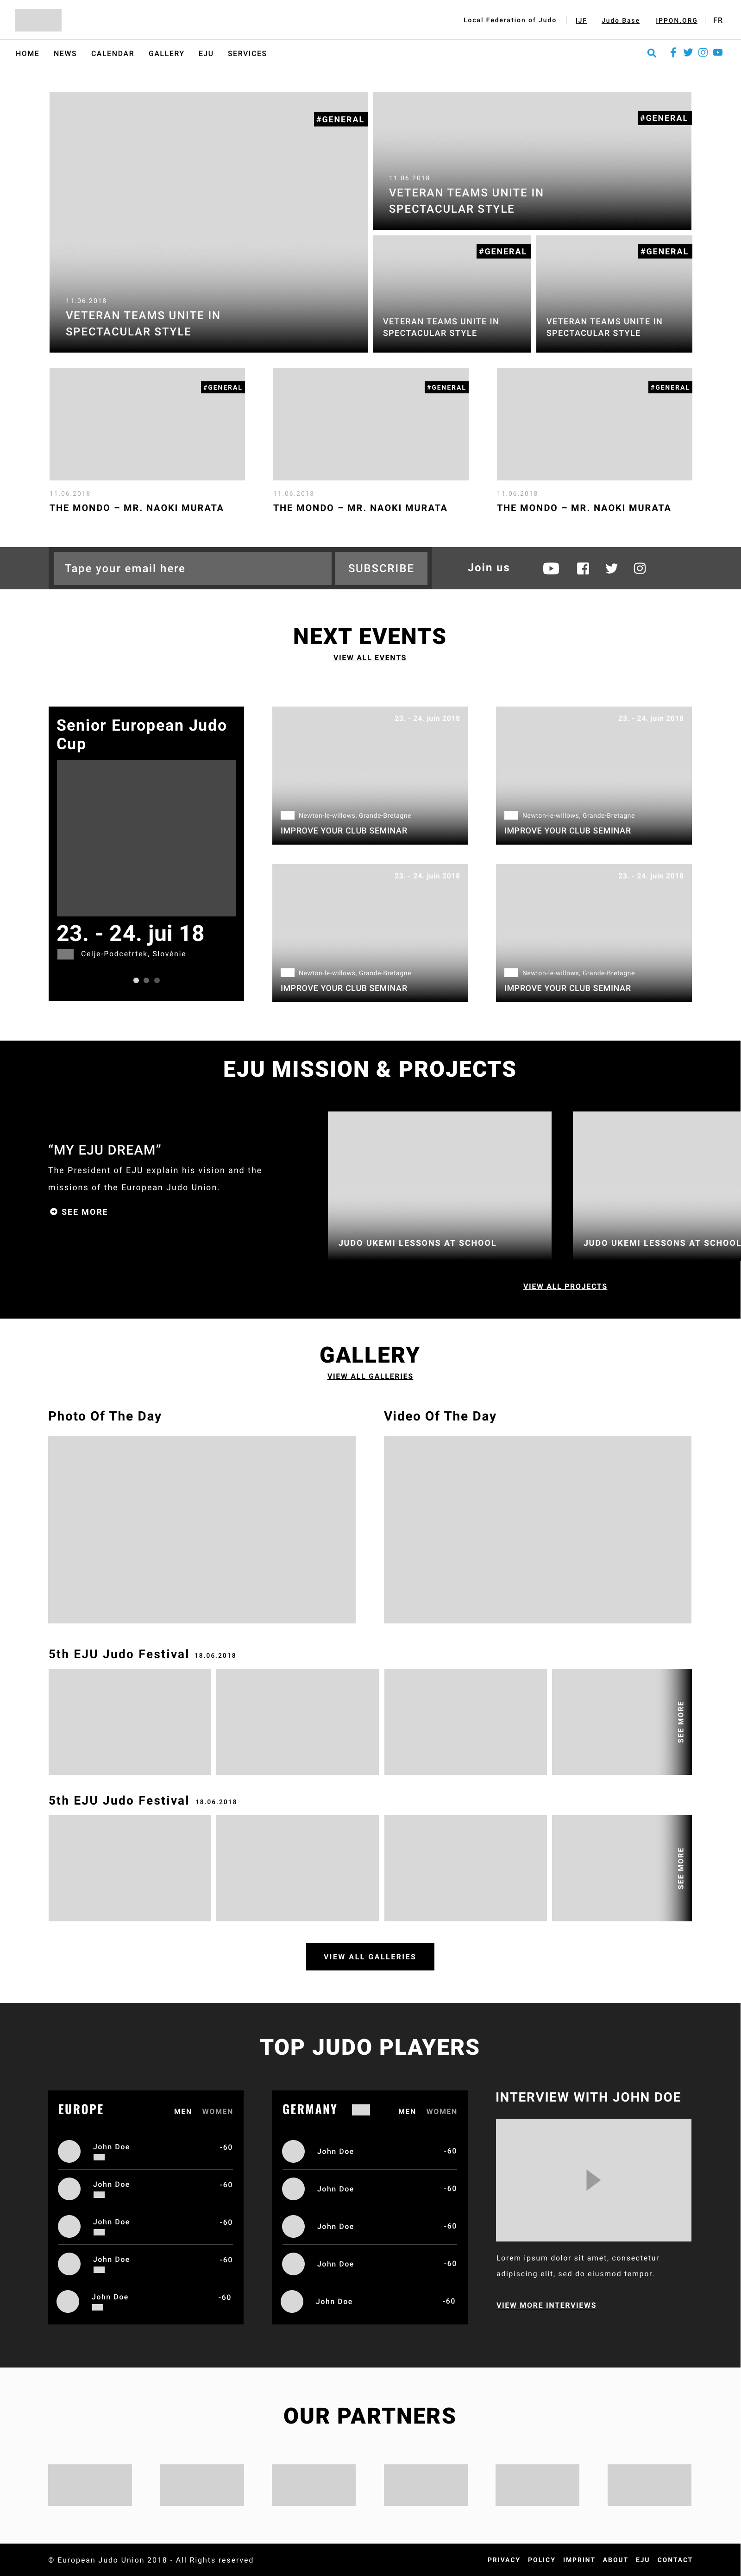 Local Federation of Judo IJF Judo Base IPPON.ORG FR
HOME NEWS CALENDAR GALLERY EJU SERVICES
#GENERAL
11.06.2018
VETERAN TEAMS UNITE IN
SPECTACULAR STYLE
#GENERAL
11.06.2018
VETERAN TEAMS UNITE IN
SPECTACULAR STYLE
#GENERAL
VETERAN TEAMS UNITE IN
SPECTACULAR STYLE
#GENERAL
VETERAN TEAMS UNITE IN
SPECTACULAR STYLE
#GENERAL
11.06.2018
THE MONDO – MR. NAOKI MURATA
#GENERAL
11.06.2018
THE MONDO – MR. NAOKI MURATA
#GENERAL
11.06.2018
THE MONDO – MR. NAOKI MURATA
Tape your email here SUBSCRIBE Join us
NEXT EVENTS
VIEW ALL EVENTS
Senior European Judo
Cup
23. - 24. jui 18
Celje-Podcetrtek, Slovénie
23. - 24. juin 2018
Newton-le-willows, Grande-Bretagne
IMPROVE YOUR CLUB SEMINAR
23. - 24. juin 2018
Newton-le-willows, Grande-Bretagne
IMPROVE YOUR CLUB SEMINAR
23. - 24. juin 2018
Newton-le-willows, Grande-Bretagne
IMPROVE YOUR CLUB SEMINAR
23. - 24. juin 2018
Newton-le-willows, Grande-Bretagne
IMPROVE YOUR CLUB SEMINAR
EJU MISSION & PROJECTS
“MY EJU DREAM”
The President of EJU explain his vision and the
missions of the European Judo Union.
SEE MORE
JUDO UKEMI LESSONS AT SCHOOL
JUDO UKEMI LESSONS AT SCHOOL
VIEW ALL PROJECTS
GALLERY
VIEW ALL GALLERIES
Photo Of The Day
Video Of The Day
5th EJU Judo Festival 18.06.2018
SEE MORE
5th EJU Judo Festival 18.06.2018
SEE MORE
VIEW ALL GALLERIES
TOP JUDO PLAYERS
EUROPE MEN WOMEN
John Doe -60
John Doe -60
John Doe -60
John Doe -60
John Doe -60
GERMANY MEN WOMEN
John Doe -60
John Doe -60
John Doe -60
John Doe -60
John Doe -60
INTERVIEW WITH JOHN DOE
Lorem ipsum dolor sit amet, consectetur
adipiscing elit, sed do eiusmod tempor.
VIEW MORE INTERVIEWS
OUR PARTNERS
© European Judo Union 2018 - All Rights reserved PRIVACY POLICY IMPRINT ABOUT EJU CONTACT